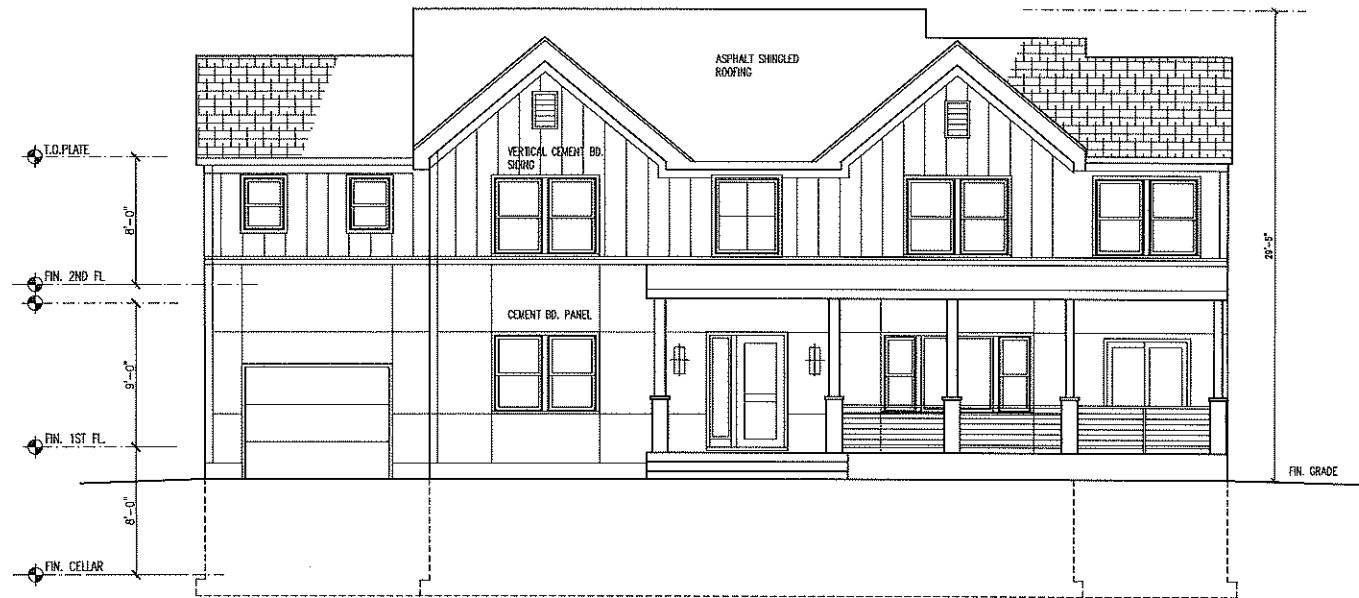 ASPHALT SHINGLED
ROOFING
T.O.PLATE
VERTICAL CEMENT BD.
SIDING
8'-0"
29'-5"
FIN. 2ND FL
CEMENT BD. PANEL
9'-0"
FIN. 1ST FL.
FIN. GRADE
8'-0"
FIN. CELLAR